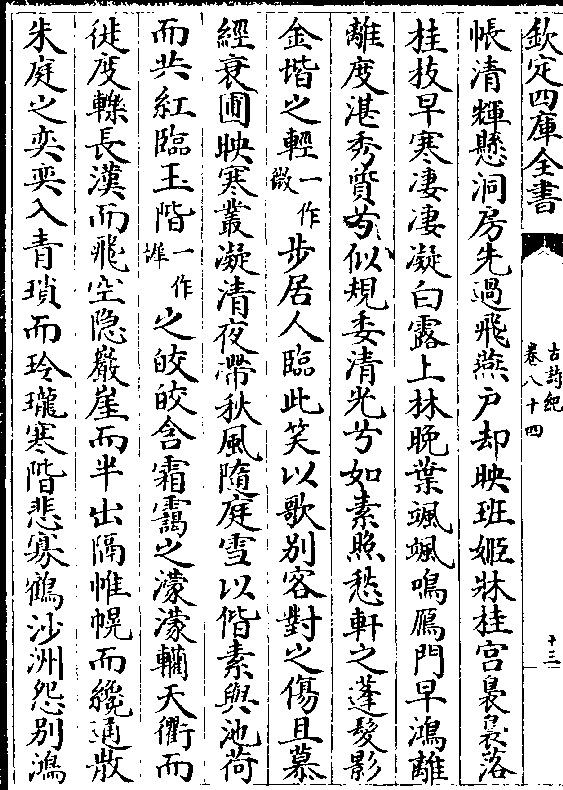 欽定四庫全書
古詩紀
卷八十四
十三
帳清輝懸洞房先過飛燕户却映班姬牀桂宮裊裊落
桂枝早寒凄凄凝白露上林晚葉颯颯鳴鴈門早鴻離
離度湛秀質兮似規委清光兮如素照愁軒之蓬髮影
金堦之輕一作微步居人臨此笑以歌别客對之傷且慕
經衰圃映寒叢凝清夜帶秋風隨庭雪以偕素與池荷
而共紅臨玉階一作墀之皎皎含霜靄之濛濛轥天衢而
徙度轢長漢而飛空隐巖崖而半出隔帷幌而纔通散
朱庭之奕奕入青瑣而玲瓏寒階悲寡鶴沙洲怨别鴻